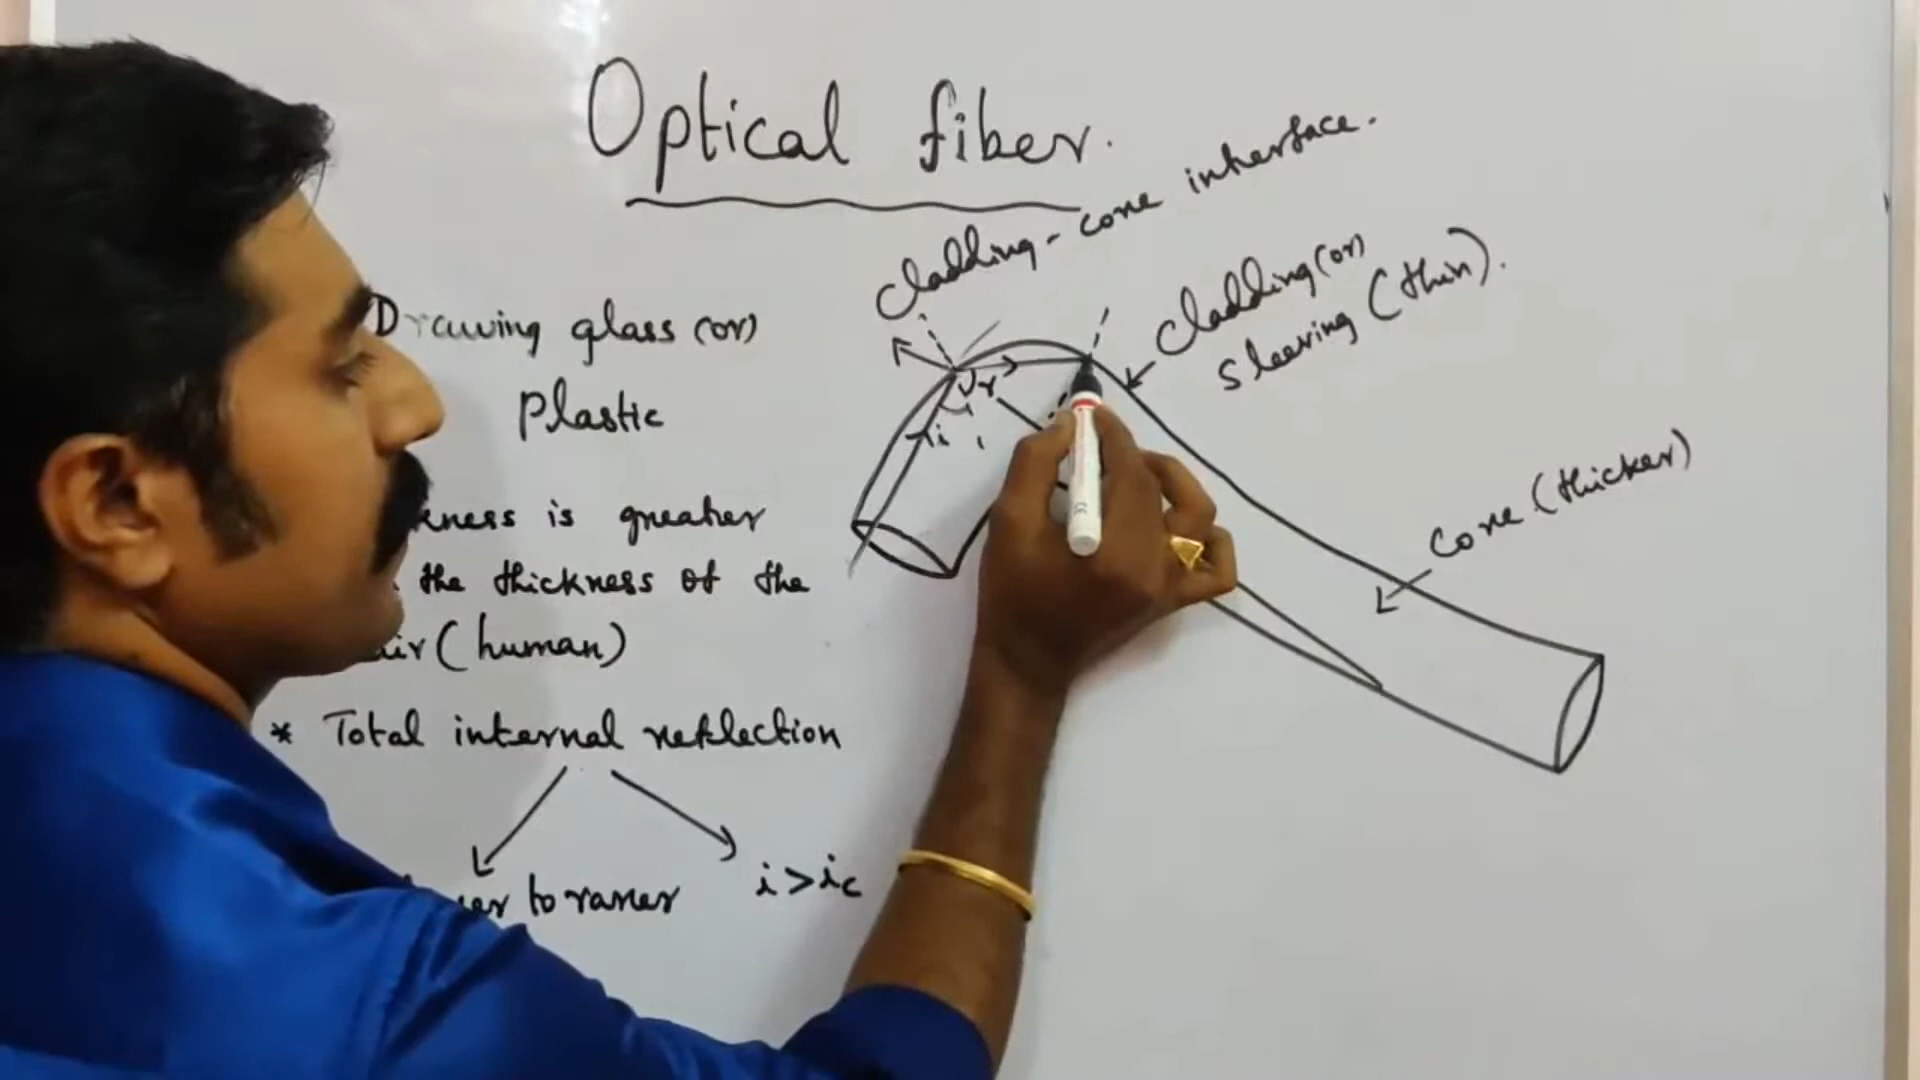 Optical fiber.
Cladding - core interface.
Cladding (or)
sleeving (thin).
Drawing glass (or)
Plastic
is greater
the thickness of the
(human)
* Total internal reflection
to rarer
i > ic
i
r
core (thicker)